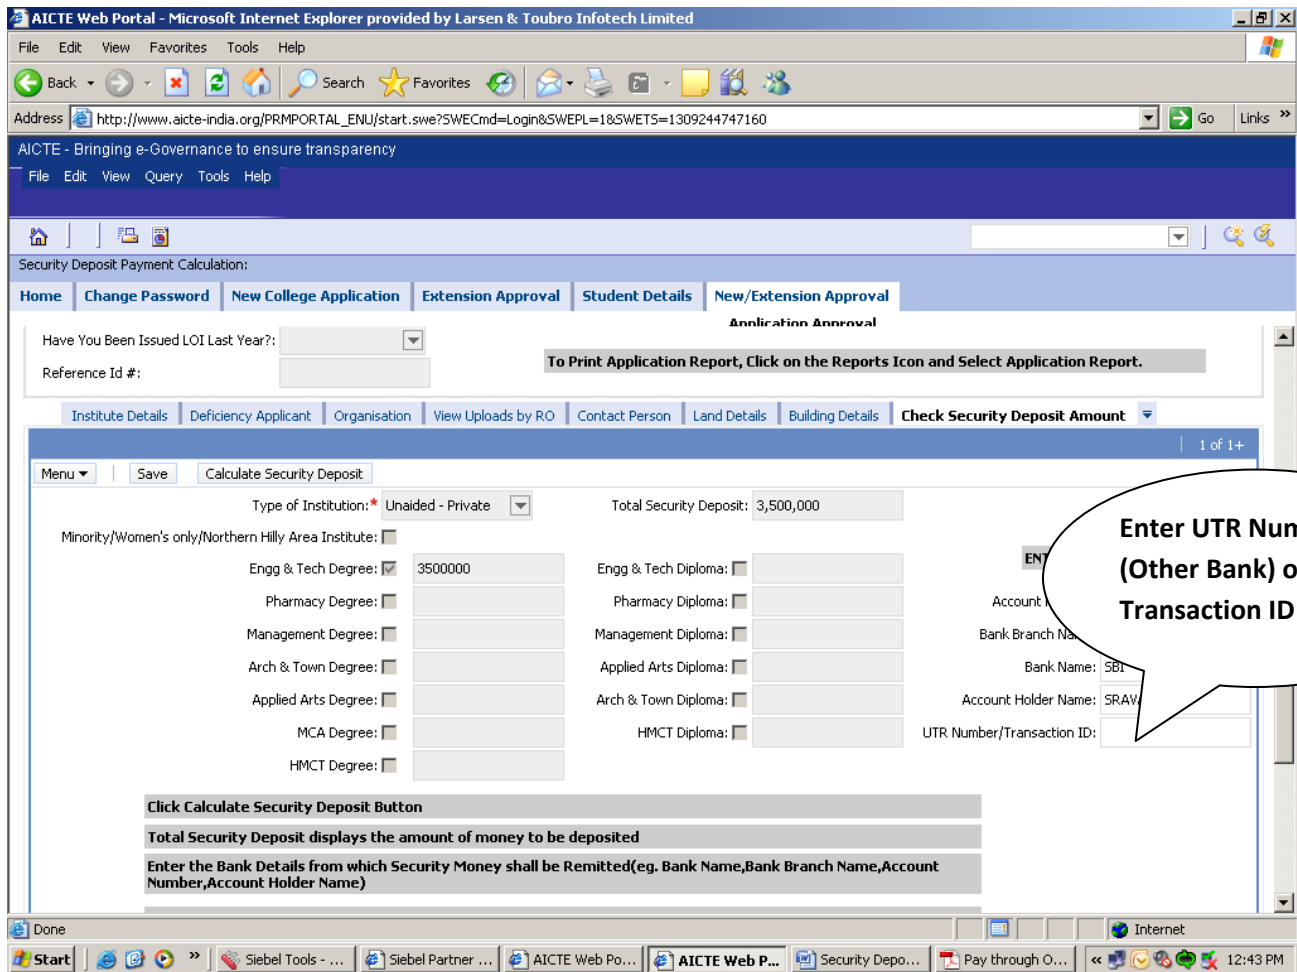 AICTE Web Portal - Microsoft Internet Explorer provided by Larsen & Toubro Infotech Limited
File Edit View Favorites Tools Help
Back Search Favorites
Address http://www.aicte-india.org/PRMPORTAL_ENU/start.swe?SWECmd=Login&SWEPL=1&SWETS=1309244747160 Go Links »
AICTE - Bringing e-Governance to ensure transparency
File Edit View Query Tools Help
Security Deposit Payment Calculation:
Home Change Password New College Application Extension Approval Student Details New/Extension Approval
Application Approval
Have You Been Issued LOI Last Year?:
To Print Application Report, Click on the Reports Icon and Select Application Report.
Reference Id #:
Institute Details Deficiency Applicant Organisation View Uploads by RO Contact Person Land Details Building Details Check Security Deposit Amount
1 of 1+
Menu Save Calculate Security Deposit
Type of Institution:* Unaided - Private Total Security Deposit: 3,500,000
Minority/Women's only/Northern Hilly Area Institute:
Enter UTR Num
(Other Bank) o
Transaction ID
ENT
Engg & Tech Degree: 3500000 Engg & Tech Diploma:
Pharmacy Degree: Pharmacy Diploma: Account
Management Degree: Management Diploma: Bank Branch Na
Arch & Town Degree: Applied Arts Diploma: Bank Name: SBI
Applied Arts Degree: Arch & Town Diploma: Account Holder Name: SRAVA
MCA Degree: HMCT Diploma: UTR Number/Transaction ID:
HMCT Degree:
Click Calculate Security Deposit Button
Total Security Deposit displays the amount of money to be deposited
Enter the Bank Details from which Security Money shall be Remitted(eg. Bank Name,Bank Branch Name,Account
Number,Account Holder Name)
Done Internet
Start » Siebel Tools - ... Siebel Partner ... AICTE Web Po... AICTE Web P... Security Depo... Pay through O... « 12:43 PM